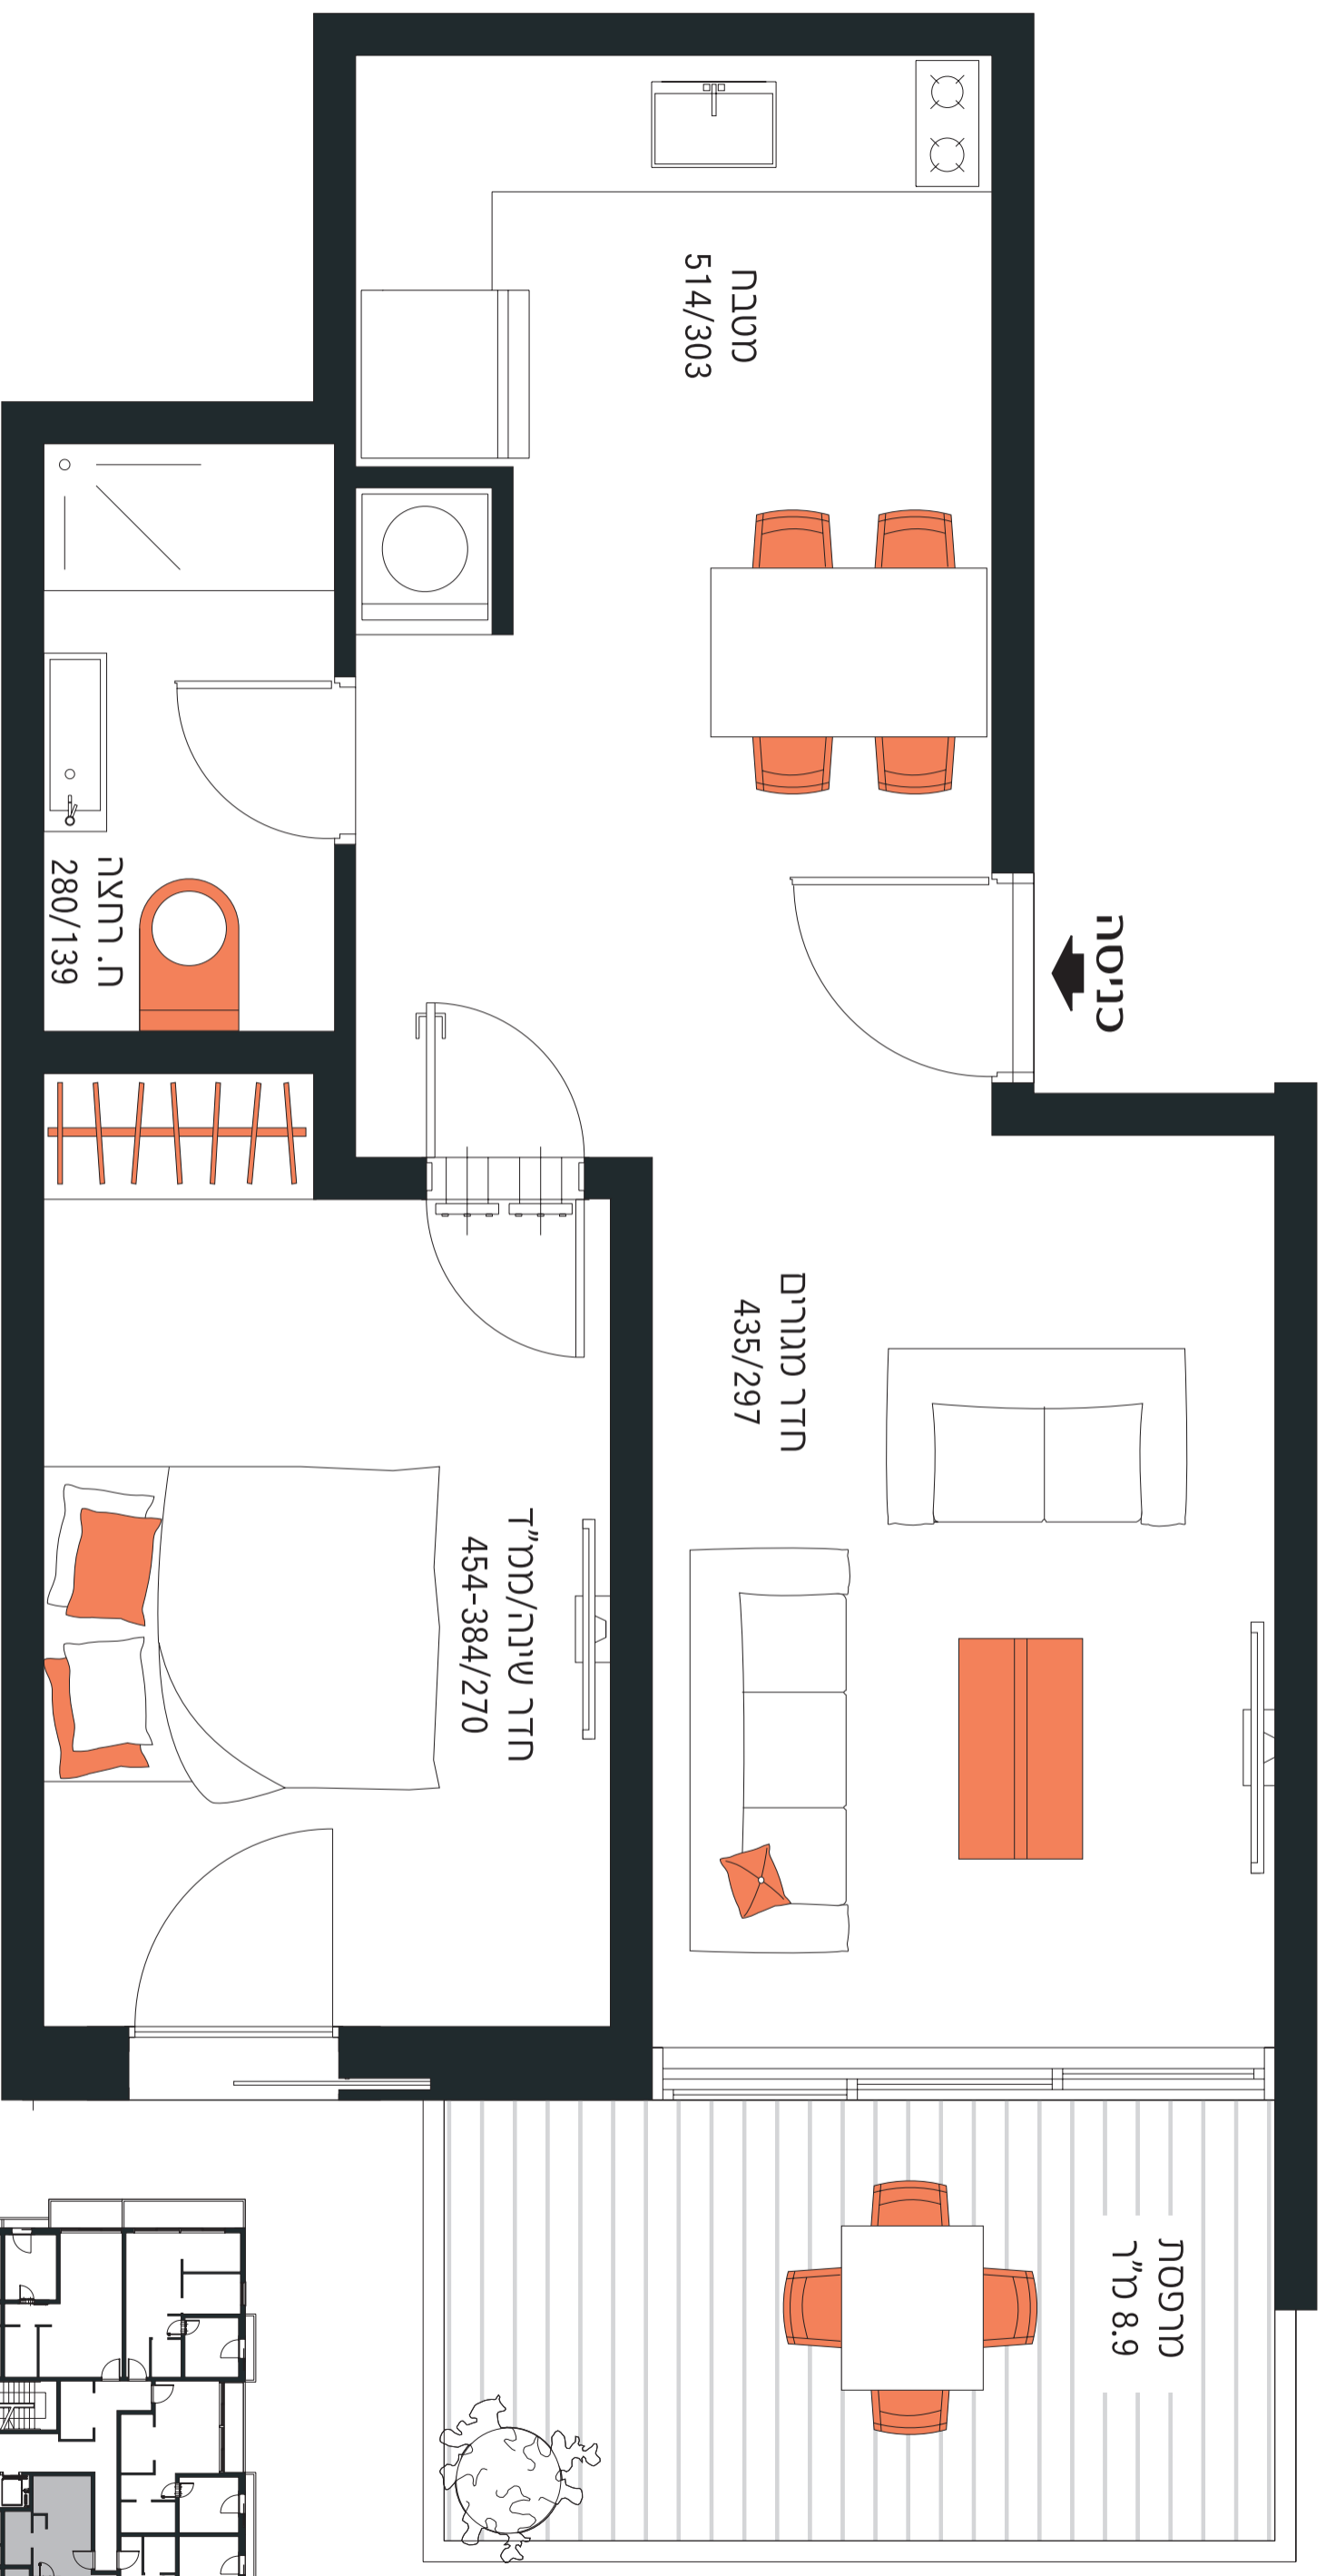 מטבח
514/303
כניסה
ח. רחצה
280/139
חדר מגורים
435/297
חדר שינה/ממ״ד
454-384/270
מרפסת
8.9 מ״ר